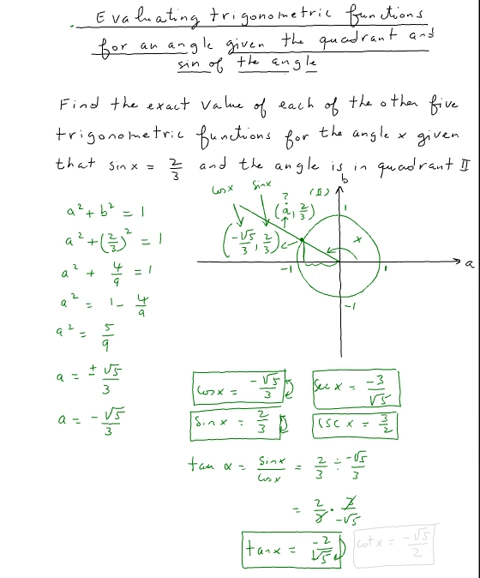 Evaluating trigonometric functions
for an angle given the quadrant and
sin of the angle
Find the exact value of each of the other five
trigonometric functions for the angle x given
that sin x = 2/3 and the angle is in quadrant II
a² + b² = 1
a² + (2/3)² = 1
a² + 4/9 = 1
a² = 1 - 4/9
a² = 5/9
a = ± √5/3
a = - √5/3
cos x sin x
? (II) b
(a, 2/3) 1
(-√5/3, 2/3) x
-1 1 a
-1
cos x = -√5/3 sec x = -3/√5
sin x = 2/3 csc x = 3/2
tan x = sin x/cos x = 2/3 ÷ -√5/3
= 2/3 · 3/-√5
tan x = -2/√5 cot x = -√5/2